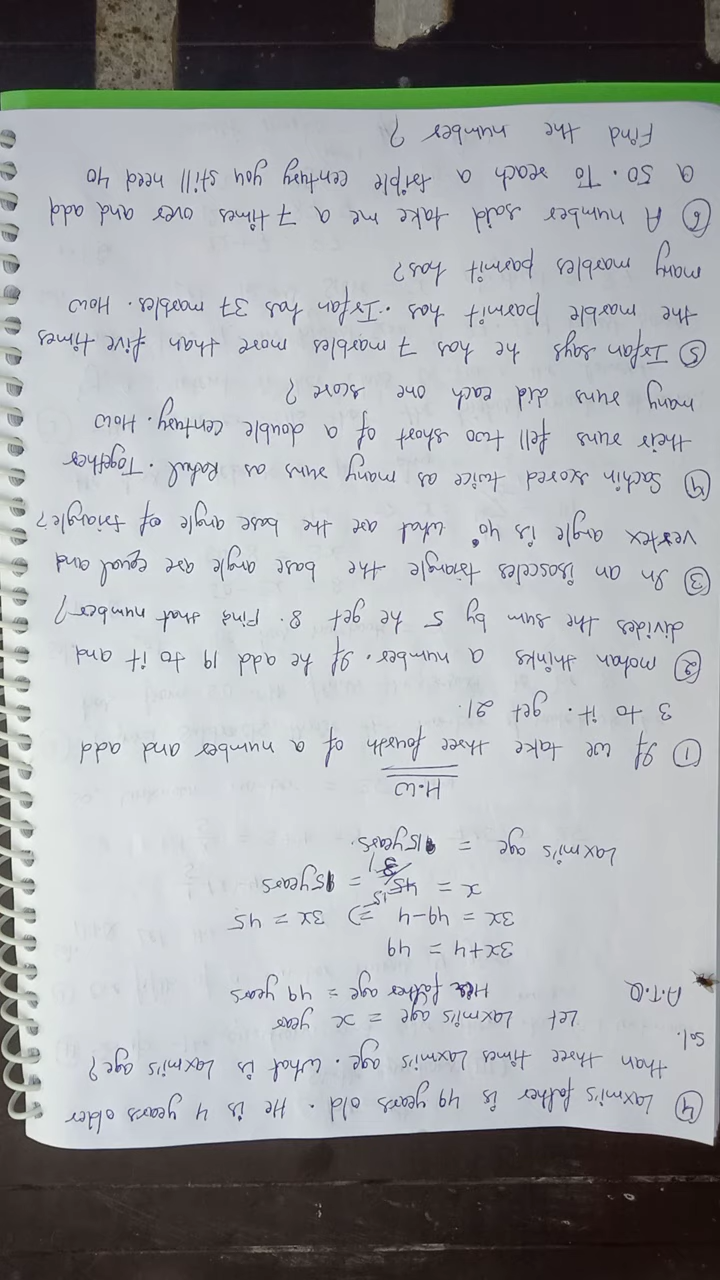 ④ Laxmi's father is 49 years old. He is 4 years older
than three times Laxmi's age. What is Laxmi's age?
Sol. Let Laxmi's age = x years
A.T.Q Her father age = 49 years
3x+4 = 49
3x = 49-4 ⇒ 3x = 45
x = 45/3 = 15 years
Laxmi's age = 15 years.
H.W
① If we take three fourth of a number and add
3 to it. get 21.
② mohan thinks a number. If he add 19 to it and
divides the sum by 5 he get 8. Find that number?
③ In an isosceles triangle the base angle are equal and
vertex angle is 40° what are the base angle of triangle?
④ Sachin scored twice as many runs as Rahul. Together
their runs fell two short of a double century. How
many runs did each one score?
⑤ Irfan says he has 7 marbles more than five times
the marble parmit has. Irfan has 37 marbles. How
many marbles parmit has?
⑥ A number said take me a 7 times over and add
a 50. To reach a triple century you still need 40
Find the number?